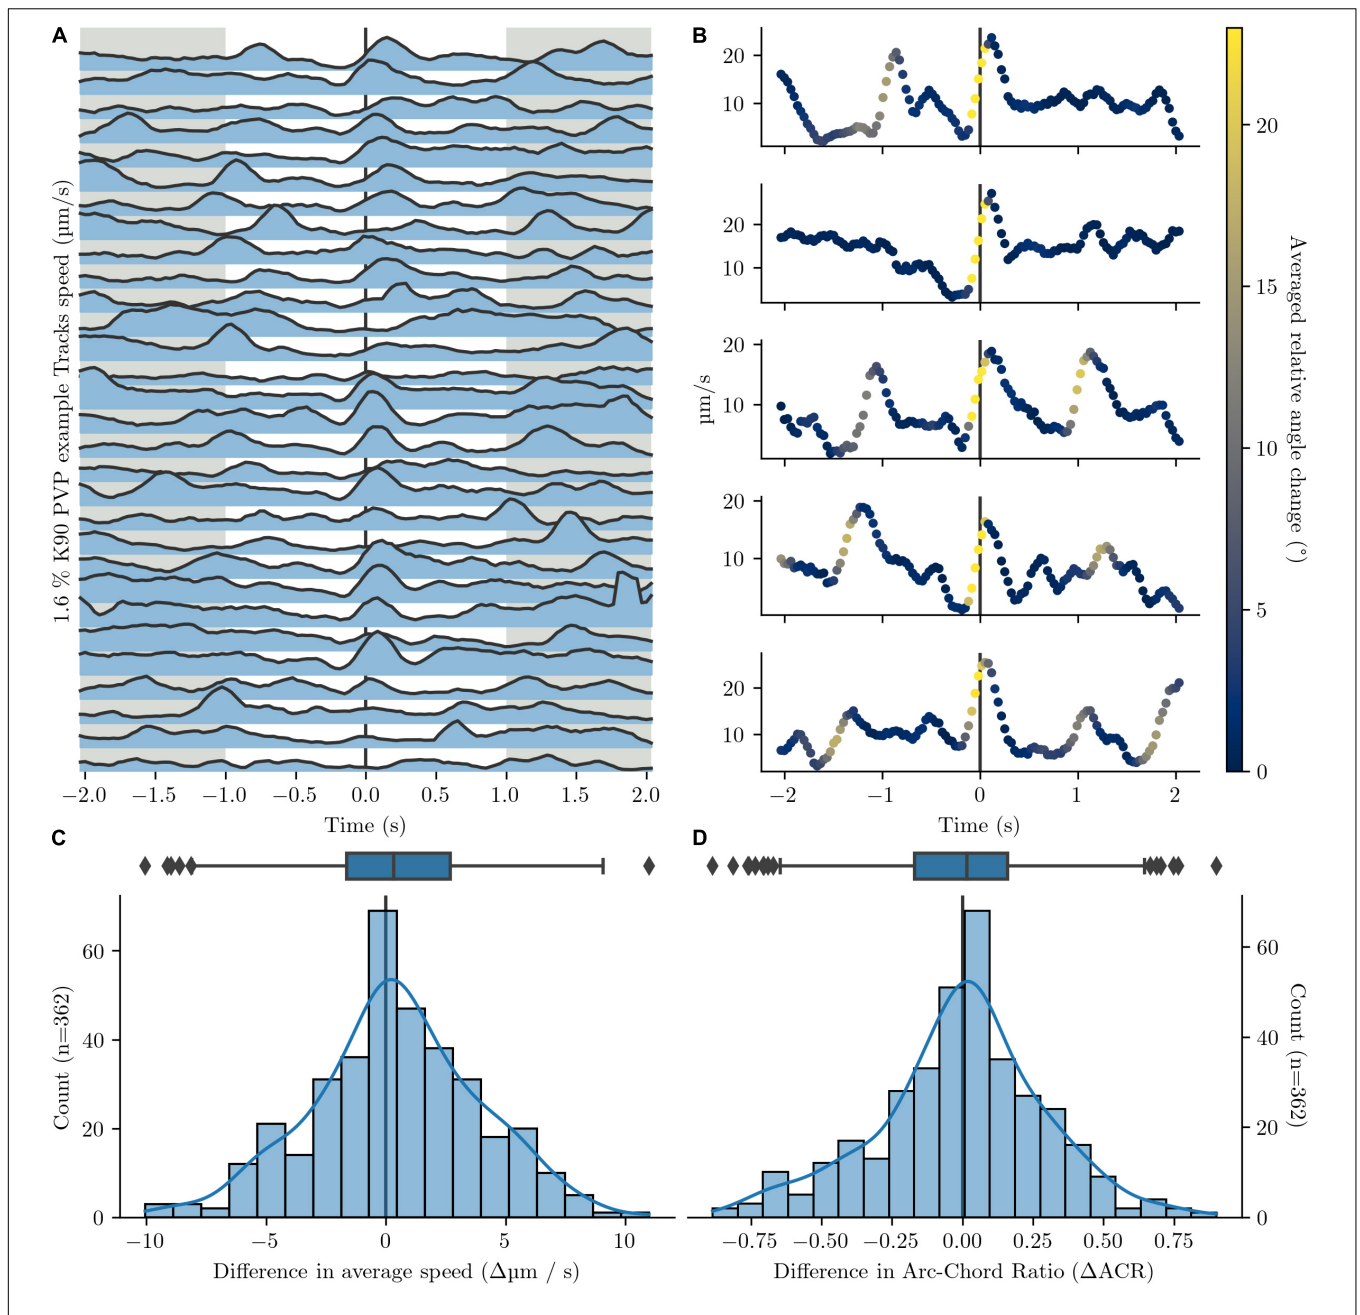 A
1.6 % K90 PVP example Tracks speed (µm/s)
−2.0 −1.5 −1.0 −0.5 0.0 0.5 1.0 1.5 2.0
Time (s)
B
20
10
20
10
20
10
20
10
20
10
µm/s
−2 −1 0 1 2
Time (s)
20
15
10
5
0
Averaged relative angle change (°)
C
60
40
20
0
Count (n=362)
−10 −5 0 5 10
Difference in average speed (Δµm / s)
D
60
40
20
0
Count (n=362)
−0.75 −0.50 −0.25 0.00 0.25 0.50 0.75
Difference in Arc-Chord Ratio (ΔACR)